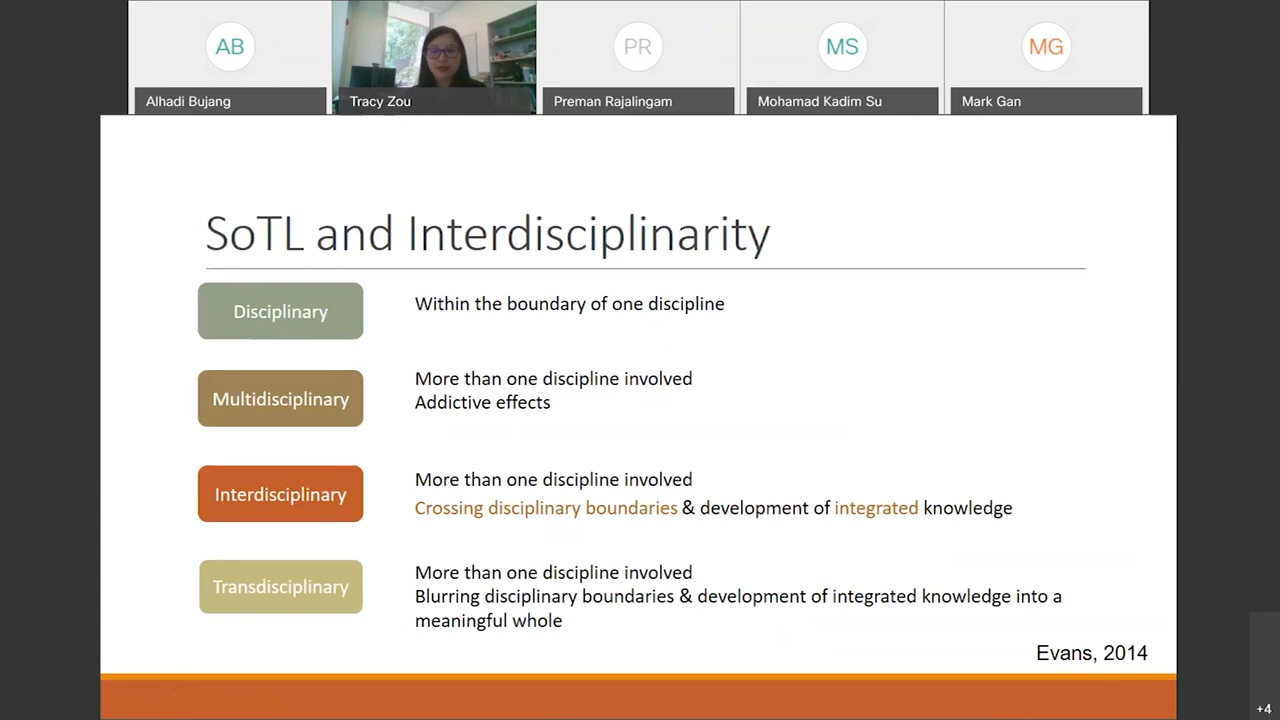 AB
PR
MS
MG
Alhadi Bujang
Tracy Zou
Preman Rajalingam
Mohamad Kadim Su
Mark Gan
SoTL and Interdisciplinarity
Disciplinary
Within the boundary of one discipline
Multidisciplinary
More than one discipline involved
Addictive effects
Interdisciplinary
More than one discipline involved
Crossing disciplinary boundaries & development of integrated knowledge
Transdisciplinary
More than one discipline involved
Blurring disciplinary boundaries & development of integrated knowledge into a
meaningful whole
Evans, 2014
+4